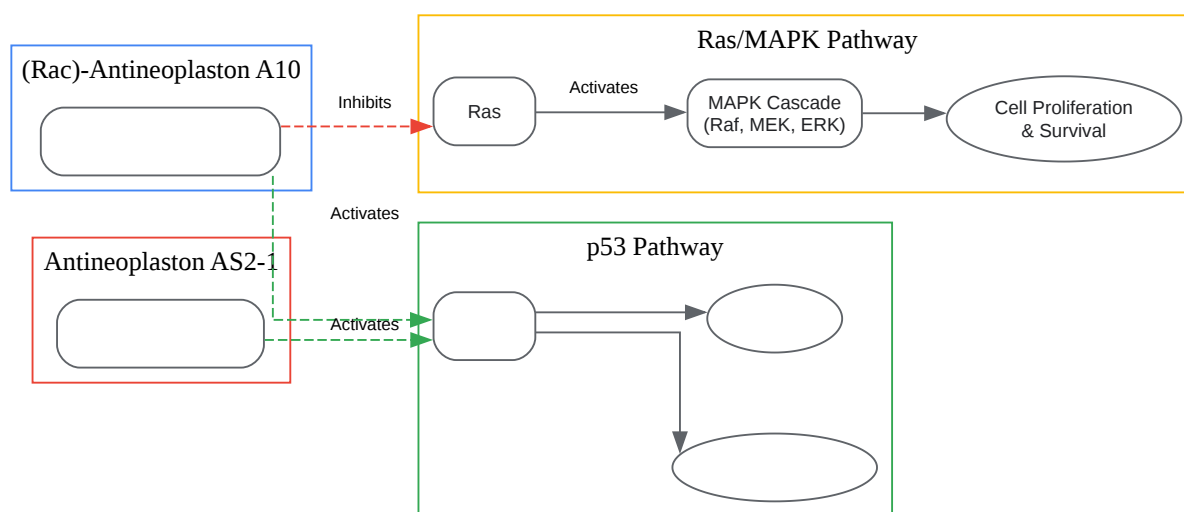 Ras/MAPK Pathway
(Rac)-Antineoplaston A10
Inhibits
Ras
Activates
MAPK Cascade
(Raf, MEK, ERK)
Cell Proliferation
& Survival
Activates
Antineoplaston AS2-1
p53 Pathway
Activates